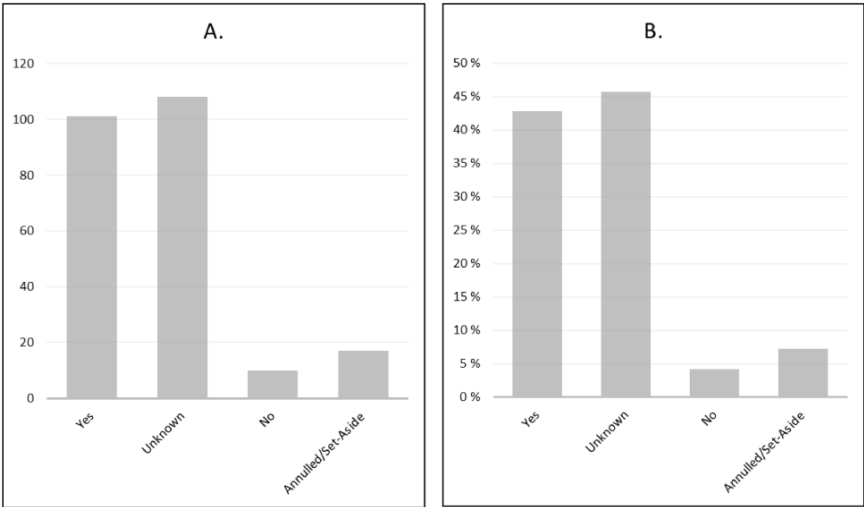 A.
120
100
80
60
40
20
0
Yes
Unknown
No
Annulled/Set-Aside
B.
50 %
45 %
40 %
35 %
30 %
25 %
20 %
15 %
10 %
5 %
0 %
Yes
Unknown
No
Annulled/Set-Aside